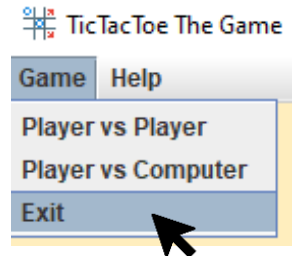 TicTacToe The Game
Game Help
Player vs Player
Player vs Computer
Exit